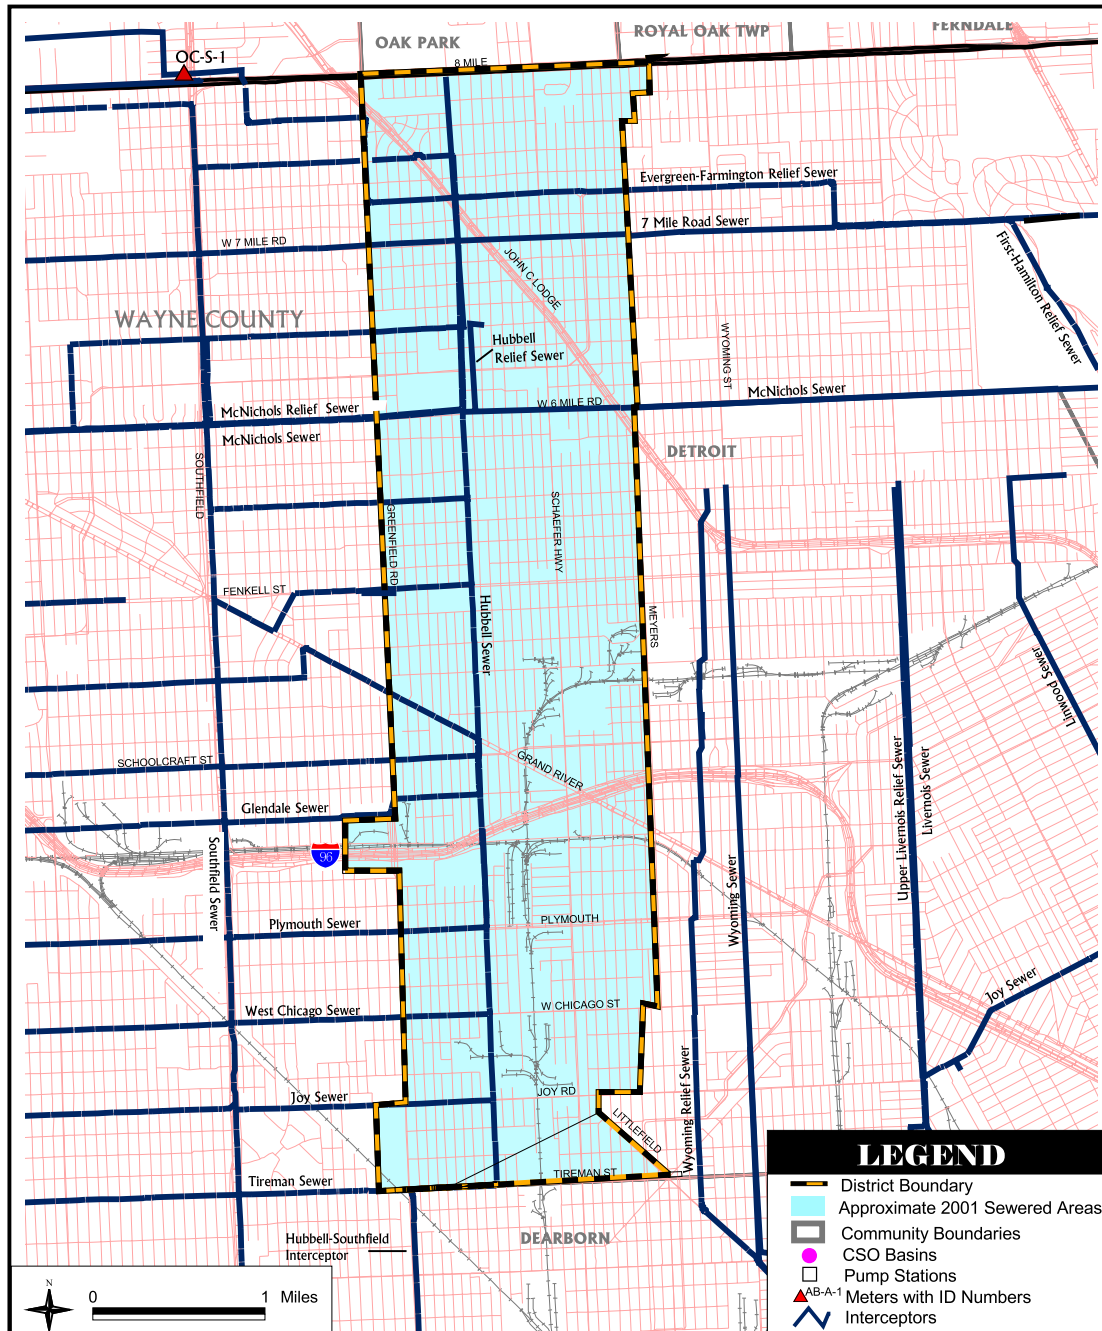 OAK PARK
ROYAL OAK TWP
FERNDALE
OC-S-1
8 MILE
Evergreen-Farmington Relief Sewer
7 Mile Road Sewer
W 7 MILE RD
JOHN C LODGE
First-Hamilton Relief Sewer
WAYNE COUNTY
Hubbell
Relief Sewer
WYOMING ST
McNichols Sewer
W 6 MILE RD
McNichols Relief Sewer
McNichols Sewer
DETROIT
SOUTHFIELD
GREENFIELD RD
SCHAEFER HWY
FENKELL ST
Hubbell Sewer
MEYERS
Linwood Sewer
SCHOOLCRAFT ST
GRAND RIVER
Upper Livernois Relief Sewer
Livernois Sewer
Glendale Sewer
96
Southfield Sewer
Wyoming Sewer
Plymouth Sewer
PLYMOUTH
Joy Sewer
West Chicago Sewer
W CHICAGO ST
Joy Sewer
JOY RD
LITTLEFIELD
Wyoming Relief Sewer
Tireman Sewer
TIREMAN ST
Hubbell-Southfield
Interceptor
DEARBORN
LEGEND
District Boundary
Approximate 2001 Sewered Areas
Community Boundaries
CSO Basins
Pump Stations
AB-A-1 Meters with ID Numbers
Interceptors
N
0 1 Miles